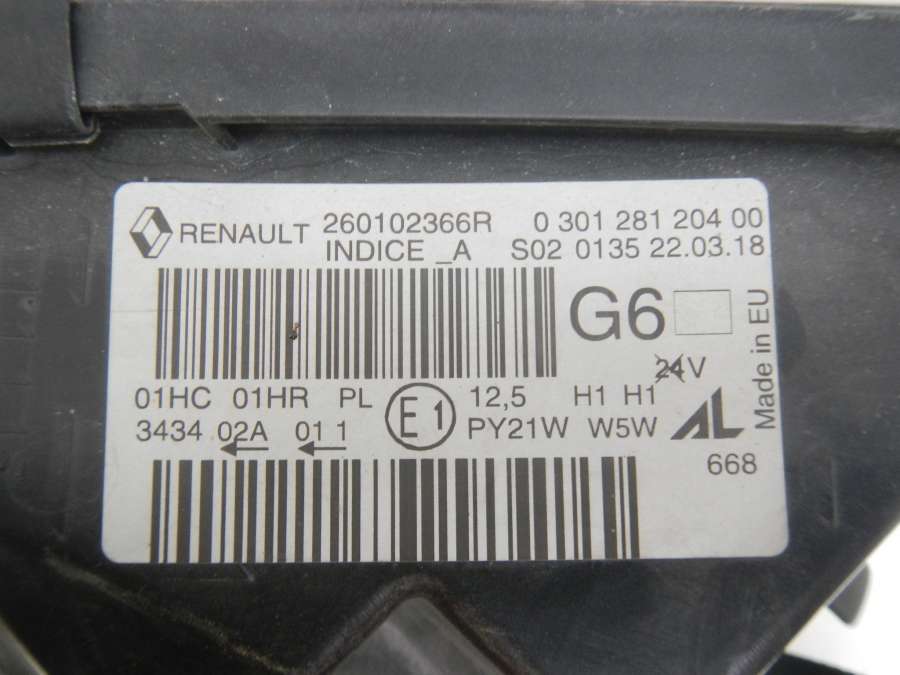 RENAULT 260102366R 0 301 281 204 00
INDICE _A S02 0135 22.03.18
G6
24V
01HC 01HR PL E1 12,5 H1 H1
3434 02A 01 1 PY21W W5W AL
668
Made in EU